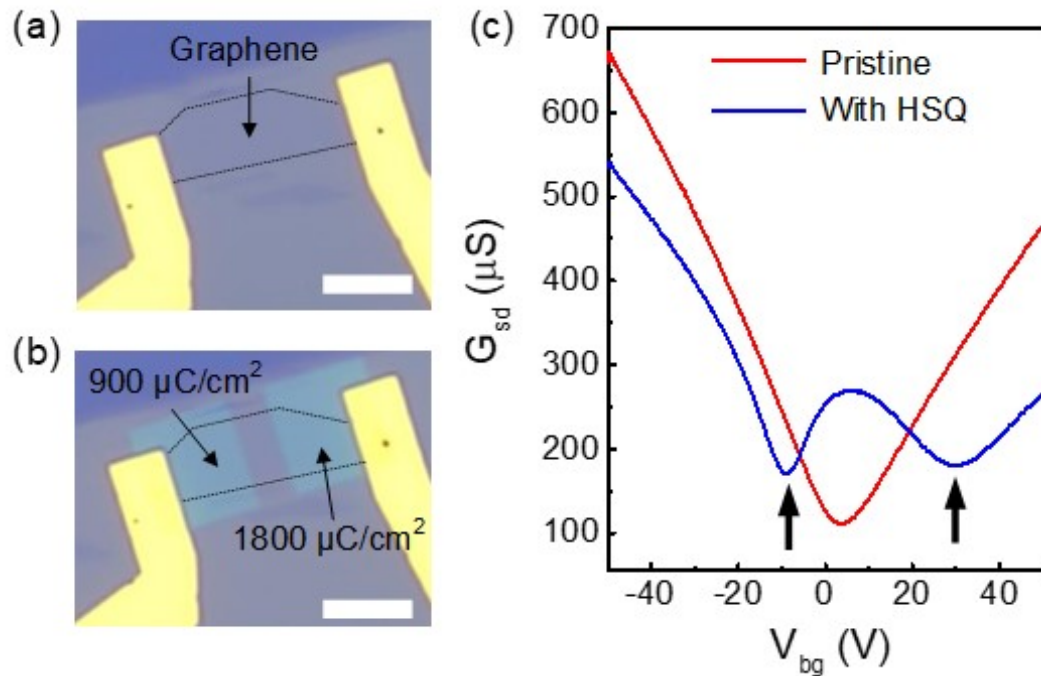 (a)
Graphene
(b)
900 μC/cm²
1800 μC/cm²
(c)
700
600
500
400
300
200
100
G_sd (μS)
Pristine
With HSQ
-40 -20 0 20 40
V_bg (V)